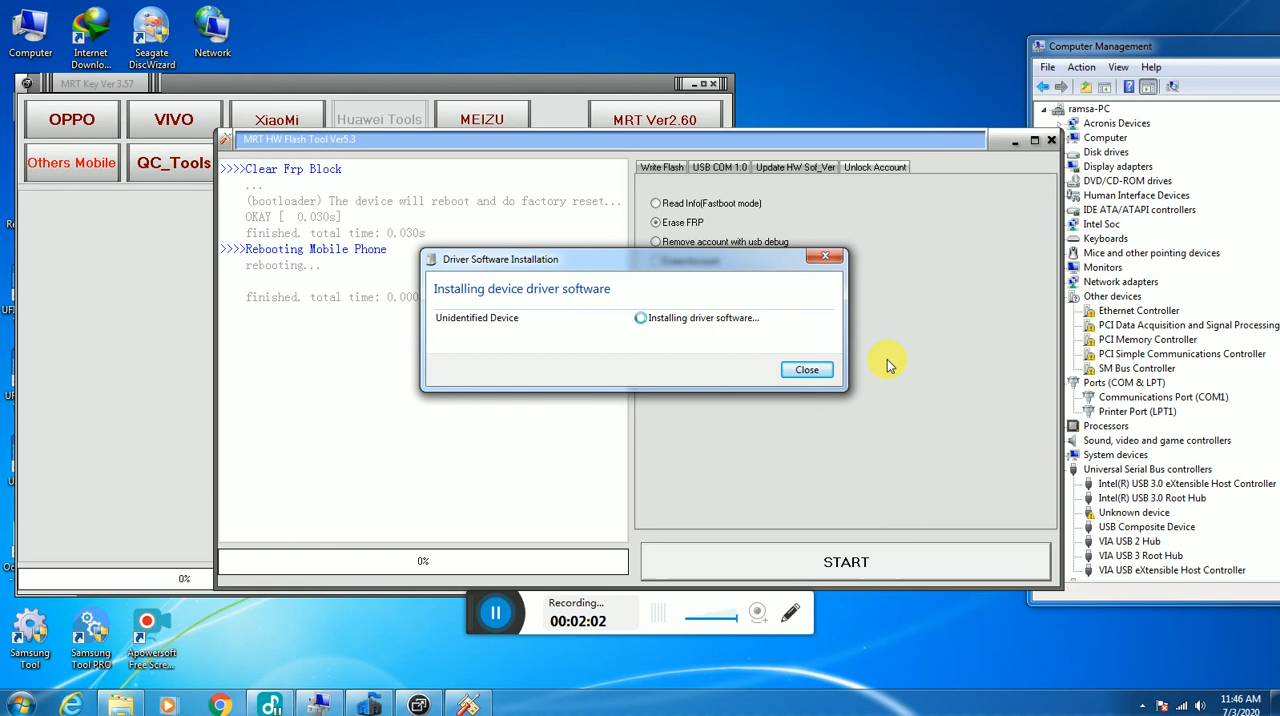 Computer
Internet
Downlo...
Seagate
DiscWizard
Network
MRT Key Ver 3.57
OPPO
VIVO
XiaoMi
Huawei Tools
MEIZU
MRT Ver2.60
Others Mobile
QC_Tools
0%
MRT HW Flash Tool Ver5.3
>>>>Clear Frp Block
...
(bootloader) The device will reboot and do factory reset...
OKAY [ 0.030s]
finished. total time: 0.030s
>>>>Rebooting Mobile Phone
rebooting...
finished. total time: 0.000
0%
Write Flash
USB COM 1.0
Update HW Sof_Ver
Unlock Account
Read Info(Fastboot mode)
Erase FRP
Remove account with usb debug
START
Driver Software Installation
Installing device driver software
Unidentified Device
Installing driver software...
Close
Computer Management
File Action View Help
ramsa-PC
Acronis Devices
Computer
Disk drives
Display adapters
DVD/CD-ROM drives
Human Interface Devices
IDE ATA/ATAPI controllers
Intel Soc
Keyboards
Mice and other pointing devices
Monitors
Network adapters
Other devices
Ethernet Controller
PCI Data Acquisition and Signal Processing
PCI Memory Controller
PCI Simple Communications Controller
SM Bus Controller
Ports (COM & LPT)
Communications Port (COM1)
Printer Port (LPT1)
Processors
Sound, video and game controllers
System devices
Universal Serial Bus controllers
Intel(R) USB 3.0 eXtensible Host Controller
Intel(R) USB 3.0 Root Hub
Unknown device
USB Composite Device
VIA USB 2 Hub
VIA USB 3 Root Hub
VIA USB eXtensible Host Controller
Recording...
00:02:02
Samsung
Tool
Samsung
Tool PRO
Apowersoft
Free Scre...
11:46 AM
7/3/2020